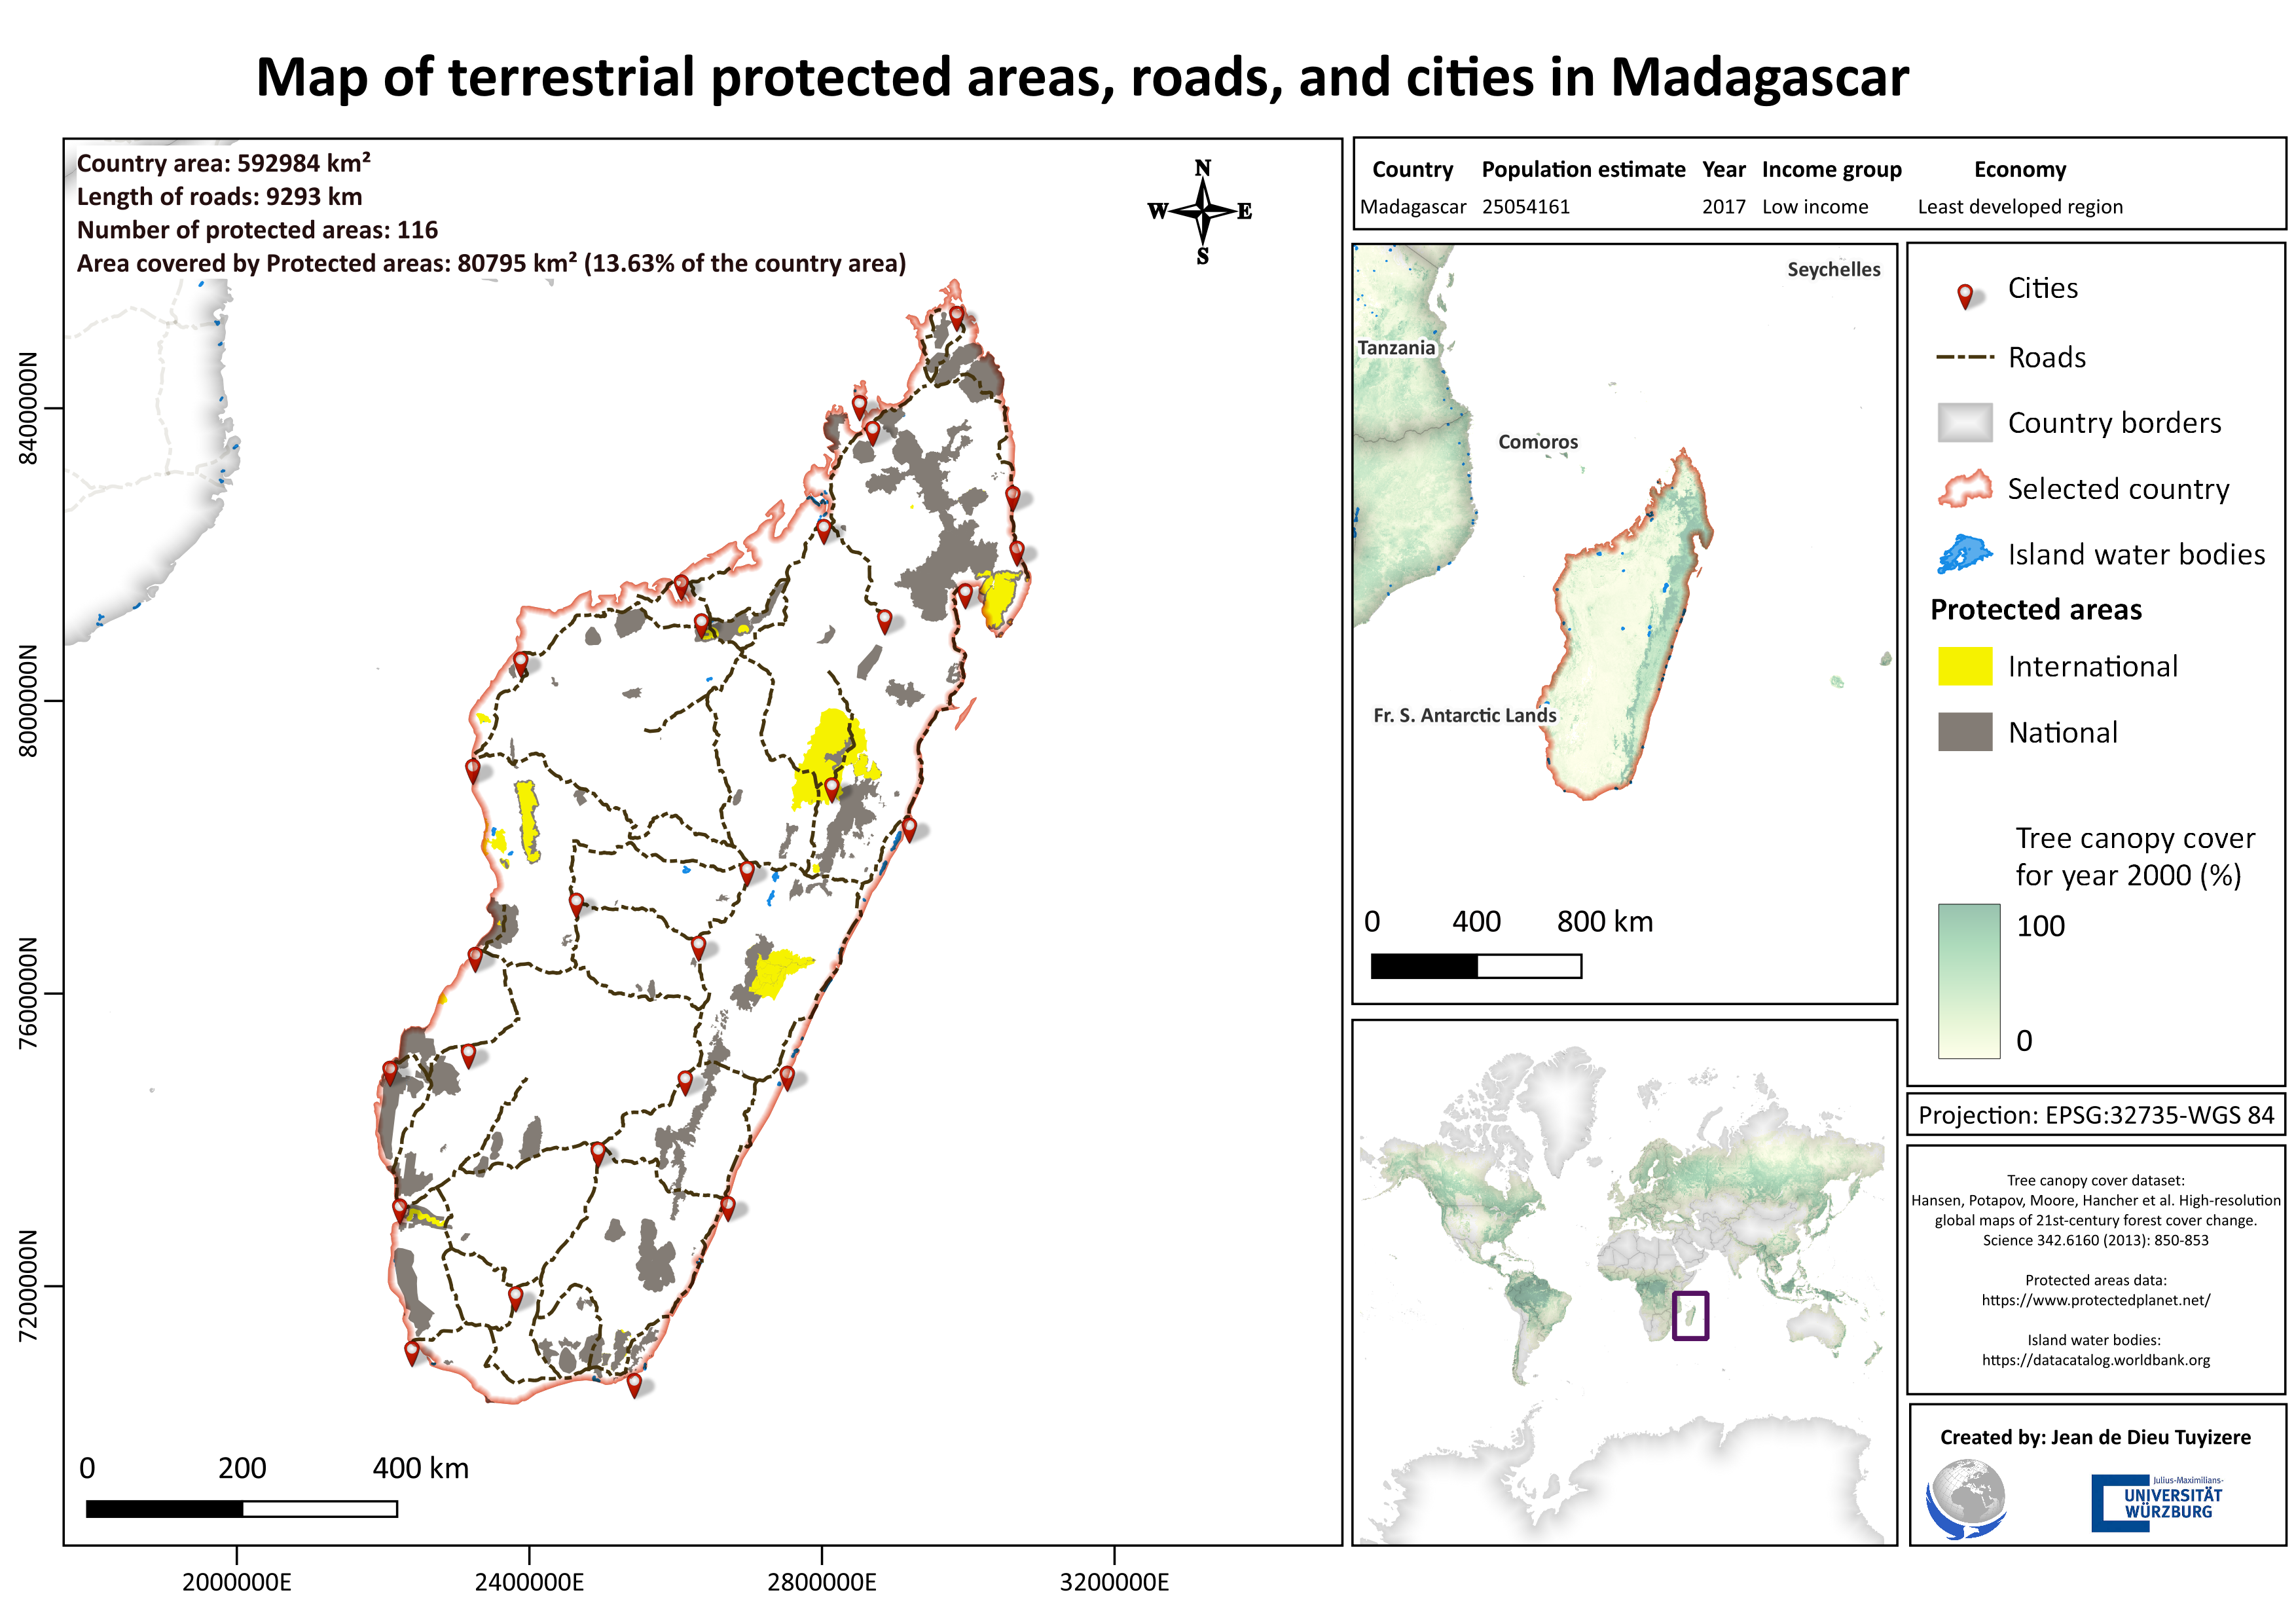 Map of terrestrial protected areas, roads, and cities in Madagascar
Country area: 592984 km²
Length of roads: 9293 km
Number of protected areas: 116
Area covered by Protected areas: 80795 km² (13.63% of the country area)
N
W E
S
8400000N
8000000N
7600000N
7200000N
0 200 400 km
2000000E 2400000E 2800000E 3200000E
Country Population estimate Year Income group Economy
Madagascar 25054161 2017 Low income Least developed region
Seychelles
Tanzania
Comoros
Fr. S. Antarctic Lands
0 400 800 km
Cities
Roads
Country borders
Selected country
Island water bodies
Protected areas
International
National
Tree canopy cover
for year 2000 (%)
100
0
Projection: EPSG:32735-WGS 84
Tree canopy cover dataset:
Hansen, Potapov, Moore, Hancher et al. High-resolution
global maps of 21st-century forest cover change.
Science 342.6160 (2013): 850-853
Protected areas data:
https://www.protectedplanet.net/
Island water bodies:
https://datacatalog.worldbank.org
Created by: Jean de Dieu Tuyizere
Julius-Maximilians-
UNIVERSITÄT
WÜRZBURG